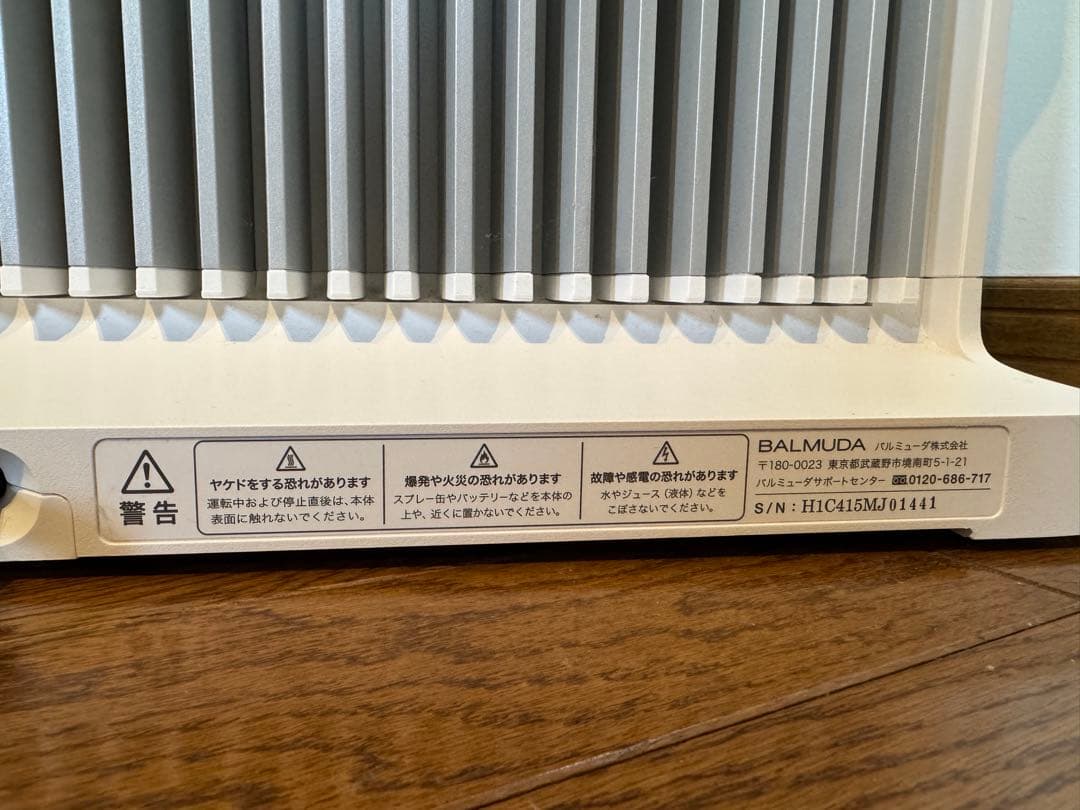 警告
ヤケドをする恐れがあります
運転中および停止直後は、本体
表面に触れないでください。
爆発や火災の恐れがあります
スプレー缶やバッテリーなどを本体の
上や、近くに置かないでください。
故障や感電の恐れがあります
水やジュース(液体)などを
こぼさないでください。
BALMUDA バルミューダ株式会社
〒180-0023 東京都武蔵野市境南町5-1-21
バルミューダサポートセンター 0120-686-717
S/N:H1C415MJ01441